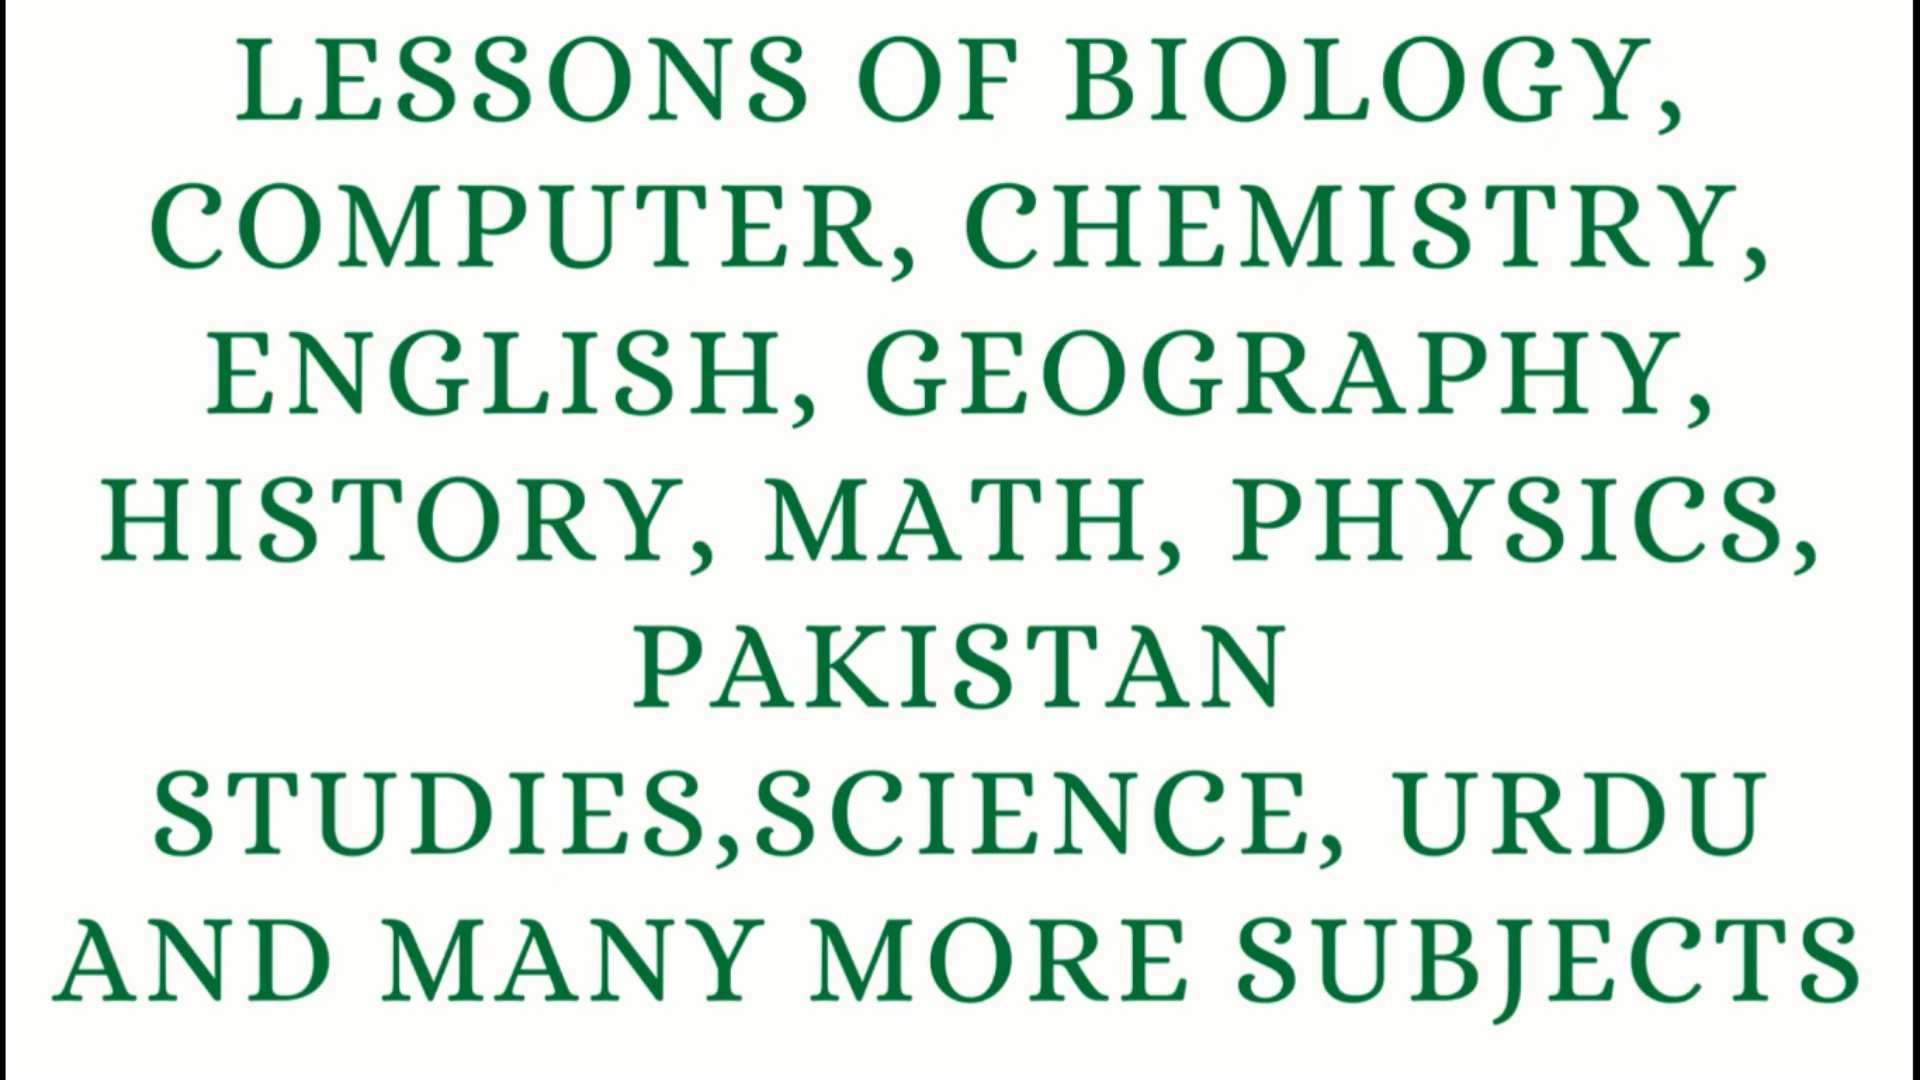 LESSONS OF BIOLOGY,
COMPUTER, CHEMISTRY,
ENGLISH, GEOGRAPHY,
HISTORY, MATH, PHYSICS,
PAKISTAN
STUDIES,SCIENCE, URDU
AND MANY MORE SUBJECTS